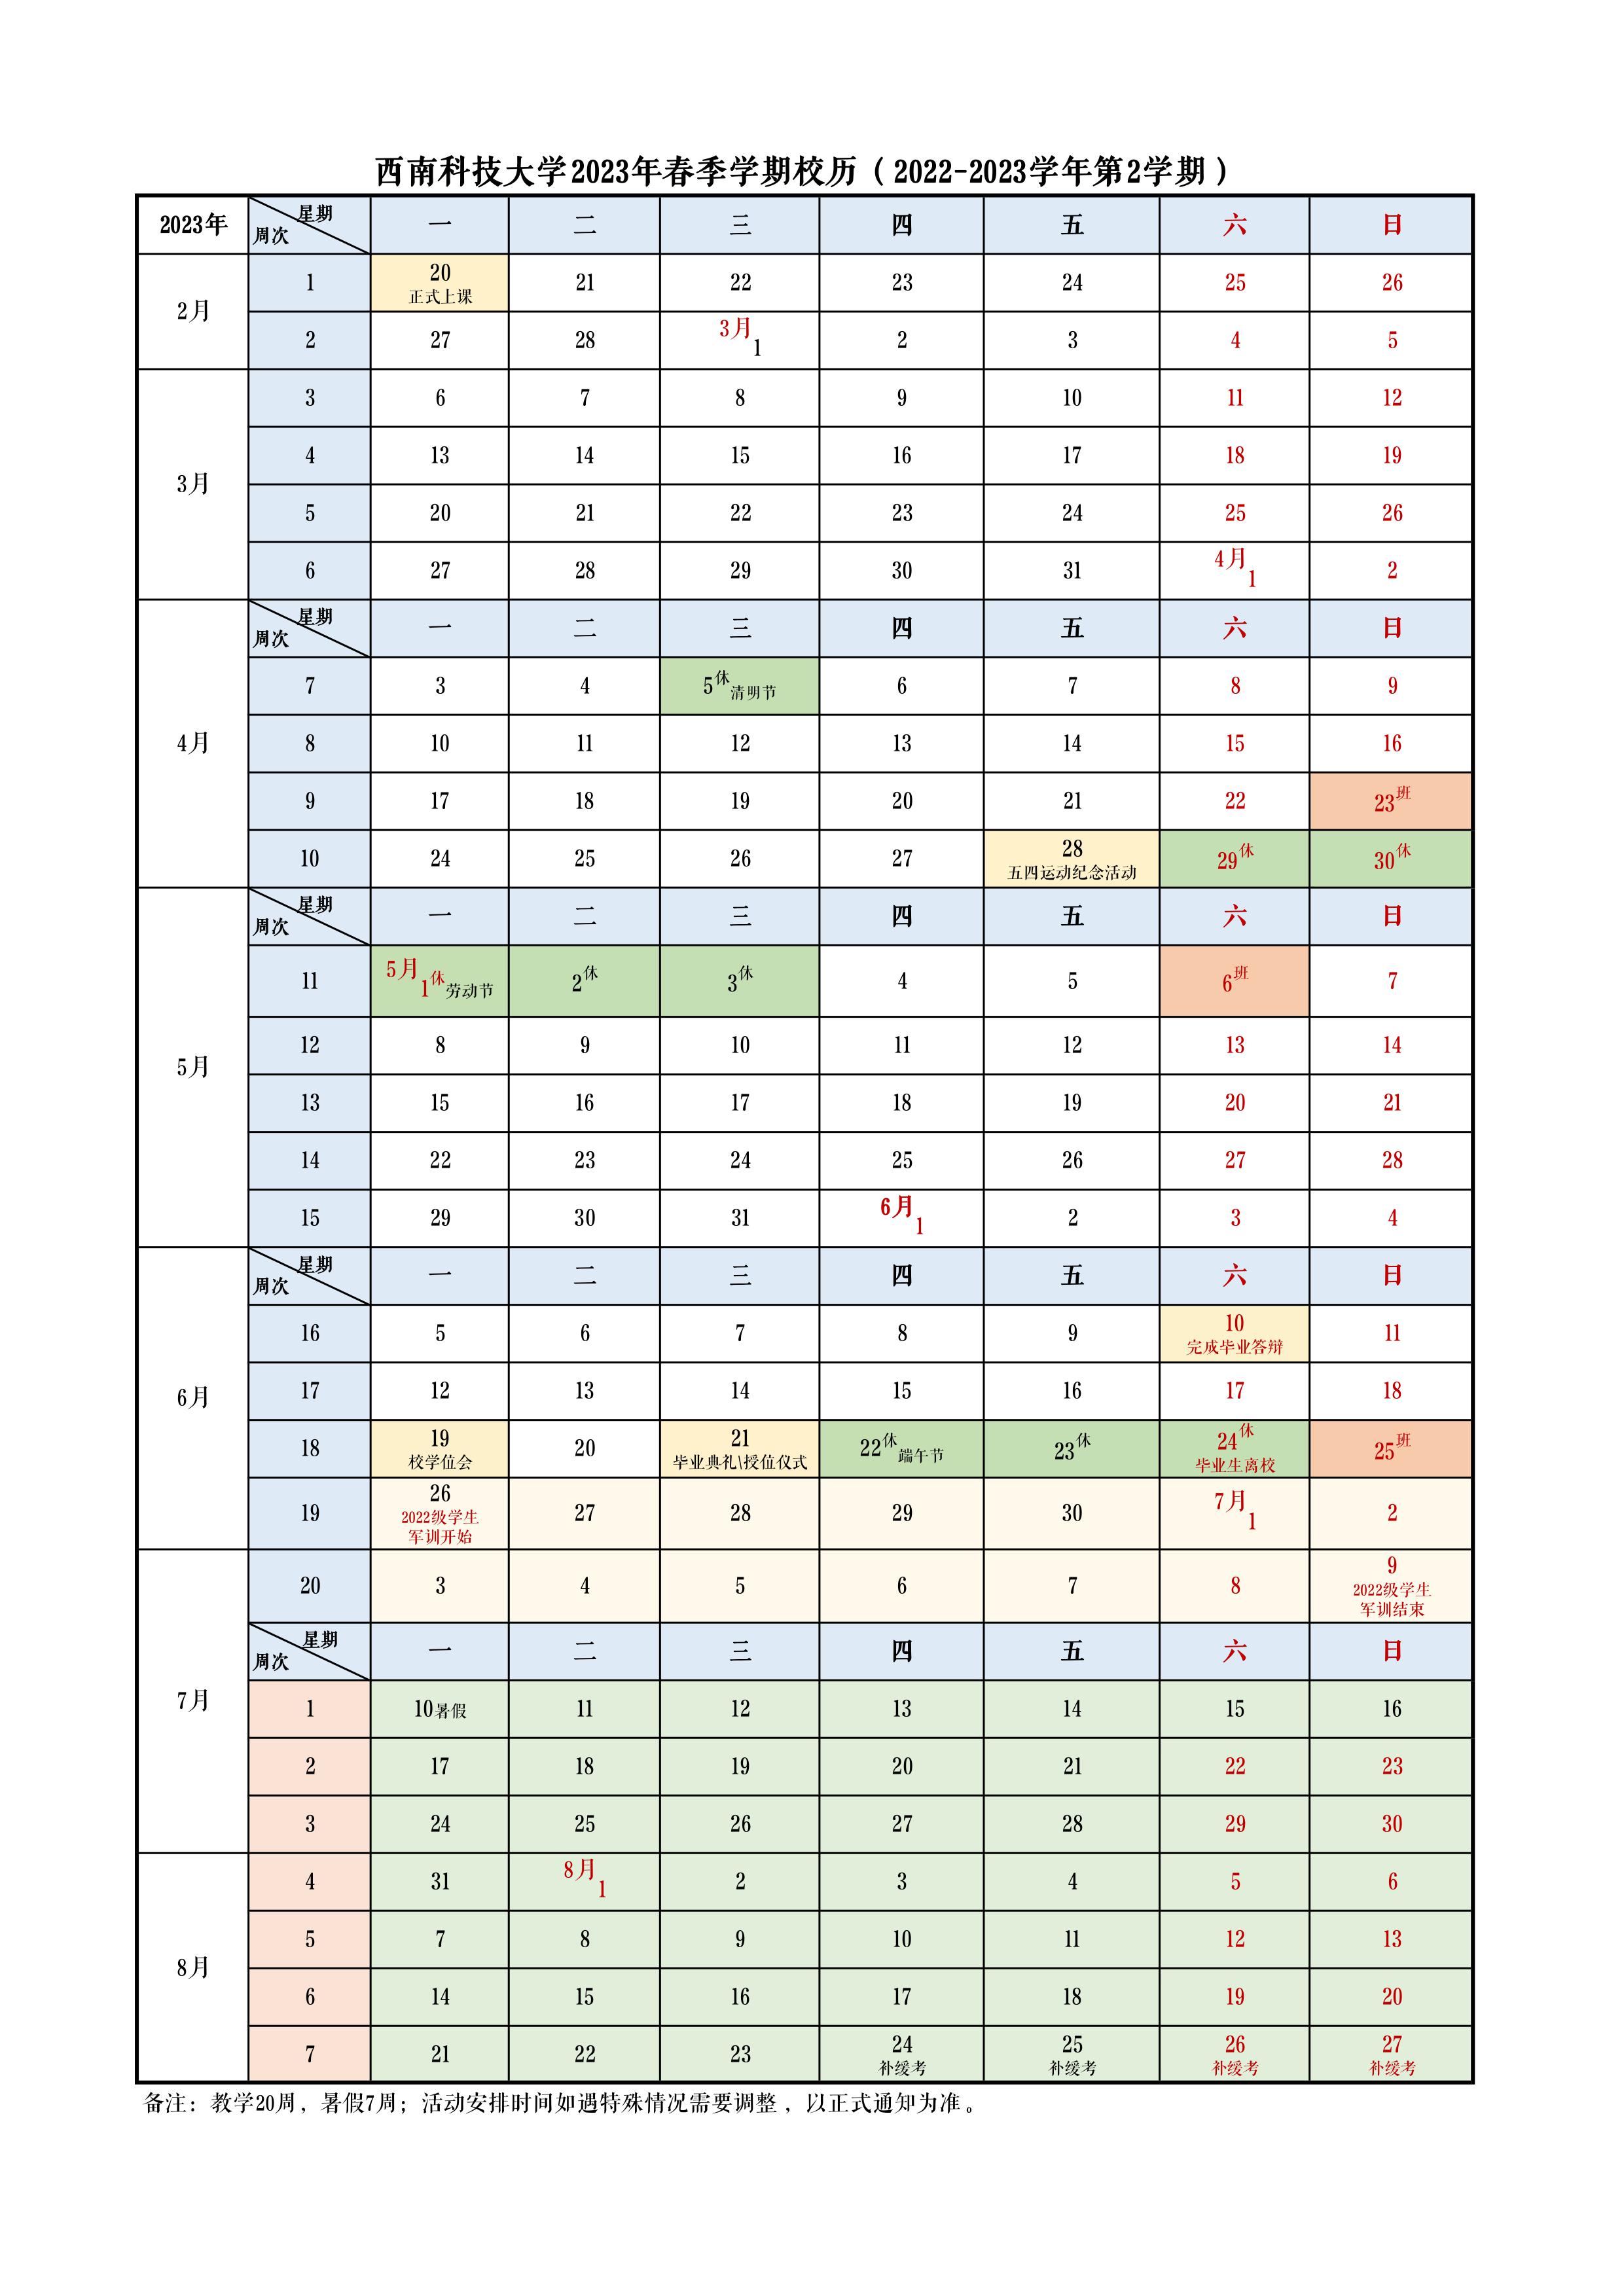 西南科技大学2023年春季学期校历（2022-2023学年第2学期）
2023年 星期 周次 一 二 三 四 五 六 日
2月 1 20 正式上课 21 22 23 24 25 26
2 27 28 3月 1 2 3 4 5
3月 3 6 7 8 9 10 11 12
4 13 14 15 16 17 18 19
5 20 21 22 23 24 25 26
6 27 28 29 30 31 4月 1 2
4月 星期 周次 一 二 三 四 五 六 日
7 3 4 5休 清明节 6 7 8 9
8 10 11 12 13 14 15 16
9 17 18 19 20 21 22 23班
10 24 25 26 27 28 五四运动纪念活动 29休 30休
5月 星期 周次 一 二 三 四 五 六 日
11 5月 1休 劳动节 2休 3休 4 5 6班 7
12 8 9 10 11 12 13 14
13 15 16 17 18 19 20 21
14 22 23 24 25 26 27 28
15 29 30 31 6月 1 2 3 4
6月 星期 周次 一 二 三 四 五 六 日
16 5 6 7 8 9 10 完成毕业答辩 11
17 12 13 14 15 16 17 18
18 19 校学位会 20 21 毕业典礼\授位仪式 22休 端午节 23休 24休 毕业生离校 25班
19 26 2022级学生军训开始 27 28 29 30 7月 1 2
7月 20 3 4 5 6 7 8 9 2022级学生军训结束
星期 周次 一 二 三 四 五 六 日
1 10暑假 11 12 13 14 15 16
2 17 18 19 20 21 22 23
3 24 25 26 27 28 29 30
8月 4 31 8月 1 2 3 4 5 6
5 7 8 9 10 11 12 13
6 14 15 16 17 18 19 20
7 21 22 23 24 补缓考 25 补缓考 26 补缓考 27 补缓考
备注：教学20周，暑假7周；活动安排时间如遇特殊情况需要调整，以正式通知为准。